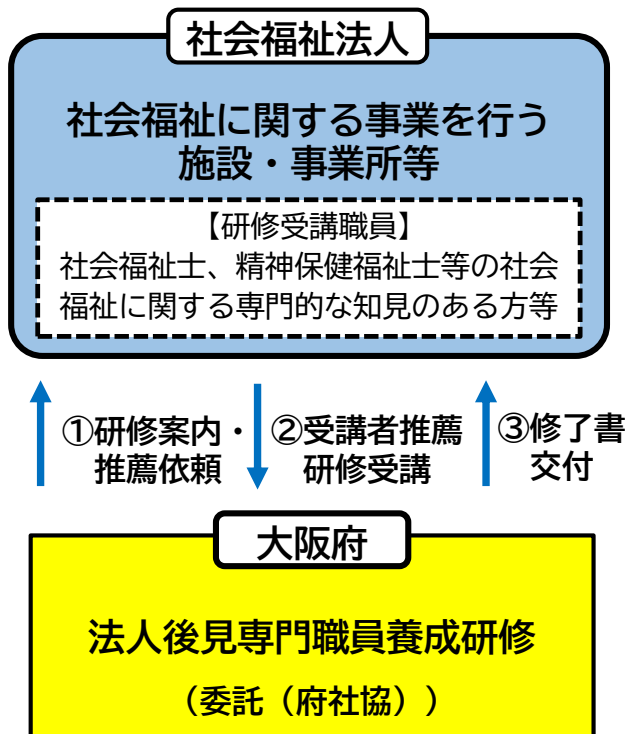 社会福祉法人
社会福祉に関する事業を行う
施設・事業所等
【研修受講職員】
社会福祉士、精神保健福祉士等の社会
福祉に関する専門的な知見のある方等
①研修案内・
推薦依頼
②受講者推薦
研修受講
③修了書
交付
大阪府
法人後見専門職員養成研修
（委託（府社協））